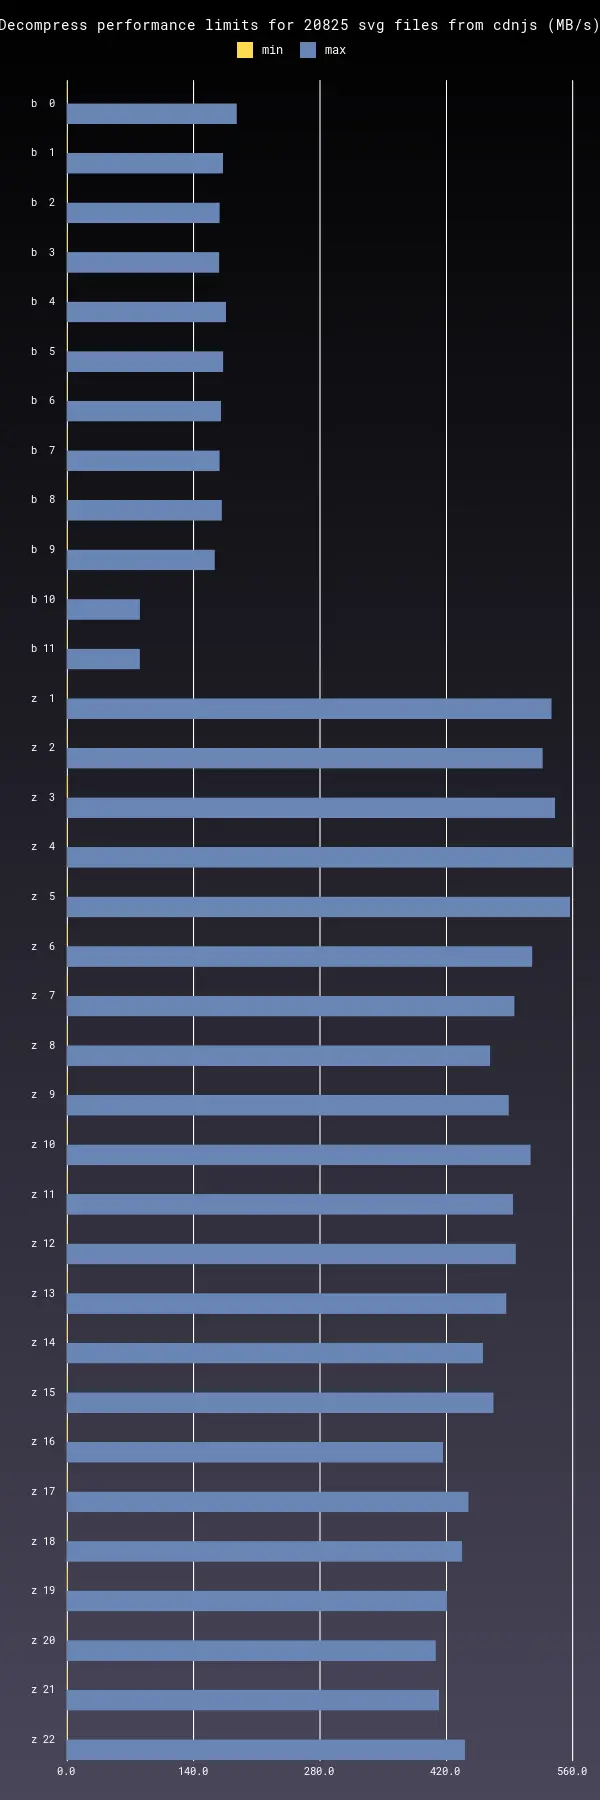 Decompress performance limits for 20825 svg files from cdnjs (MB/s)
min max
b 0
b 1
b 2
b 3
b 4
b 5
b 6
b 7
b 8
b 9
b 10
b 11
z 1
z 2
z 3
z 4
z 5
z 6
z 7
z 8
z 9
z 10
z 11
z 12
z 13
z 14
z 15
z 16
z 17
z 18
z 19
z 20
z 21
z 22
0.0 140.0 280.0 420.0 560.0